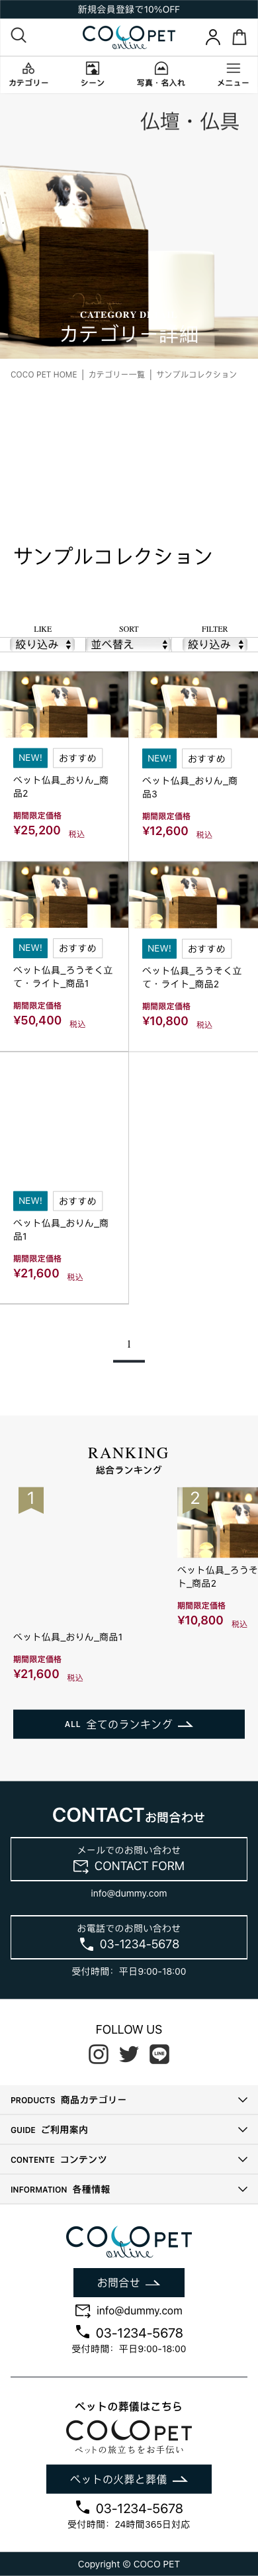 新規会員登録で10%OFF
COCOPET
online
カテゴリー
シーン
写真・名入れ
メニュー
仏壇・仏具
カテゴリー詳細
COCO PET HOME | カテゴリー一覧 | サンプルコレクション
サンプルコレクション
LIKE SORT FILTER
絞り込み 並べ替え 絞り込み
NEW! おすすめ
ペット仏具_おりん_商
品2
期間限定価格
¥25,200 税込
NEW! おすすめ
ペット仏具_おりん_商
品3
期間限定価格
¥12,600 税込
NEW! おすすめ
ペット仏具_ろうそく立
て・ライト_商品1
期間限定価格
¥50,400 税込
NEW! おすすめ
ペット仏具_ろうそく立
て・ライト_商品2
期間限定価格
¥10,800 税込
NEW! おすすめ
ペット仏具_おりん_商
品1
期間限定価格
¥21,600 税込
1
RANKING
総合ランキング
1
ペット仏具_おりん_商品1
期間限定価格
¥21,600 税込
2
ペット仏具_ろうそ
ト_商品2
期間限定価格
¥10,800 税込
ALL 全てのランキング
CONTACTお問合わせ
メールでのお問い合わせ
CONTACT FORM
info@dummy.com
お電話でのお問い合わせ
03-1234-5678
受付時間：平日9:00-18:00
FOLLOW US
LINE
PRODUCTS 商品カテゴリー
GUIDE ご利用案内
CONTENTE コンテンツ
INFORMATION 各種情報
COCOPET
online
お問合せ
info@dummy.com
03-1234-5678
受付時間：平日9:00-18:00
ペットの葬儀はこちら
COCOPET
ペットの旅立ちをお手伝い
ペットの火葬と葬儀
03-1234-5678
受付時間：24時間365日対応
Copyright © COCO PET